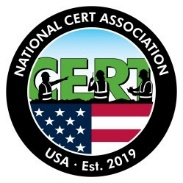 NATIONAL CERT ASSOCIATION
CERT
USA · Est. 2019